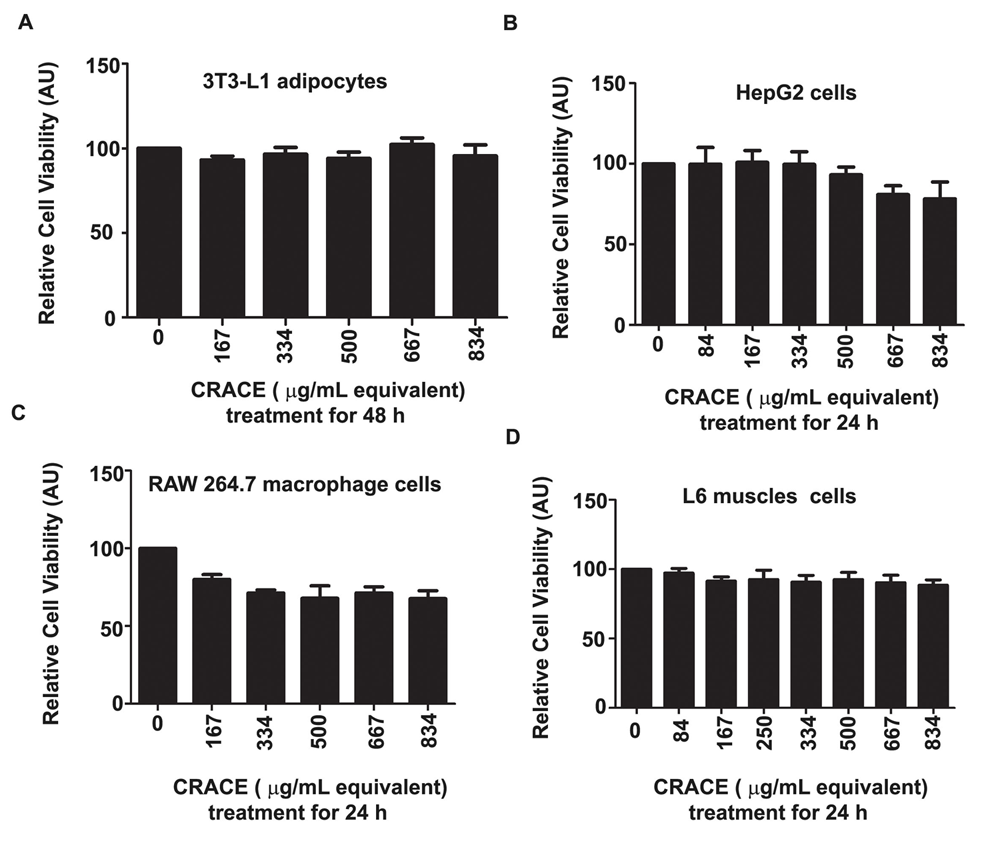 A
3T3-L1 adipocytes
Relative Cell Viability (AU)
150
100
50
0
0 167 334 500 667 834
CRACE ( μg/mL equivalent)
treatment for 48 h
B
HepG2 cells
Relative Cell Viability (AU)
150
100
50
0
0 84 167 334 500 667 834
CRACE ( μg/mL equivalent)
treatment for 24 h
C
RAW 264.7 macrophage cells
Relative Cell Viability (AU)
150
100
50
0
0 167 334 500 667 834
CRACE ( μg/mL equivalent)
treatment for 24 h
D
L6 muscles cells
Relative Cell Viability (AU)
150
100
50
0
0 84 167 250 334 500 667 834
CRACE ( μg/mL equivalent)
treatment for 24 h